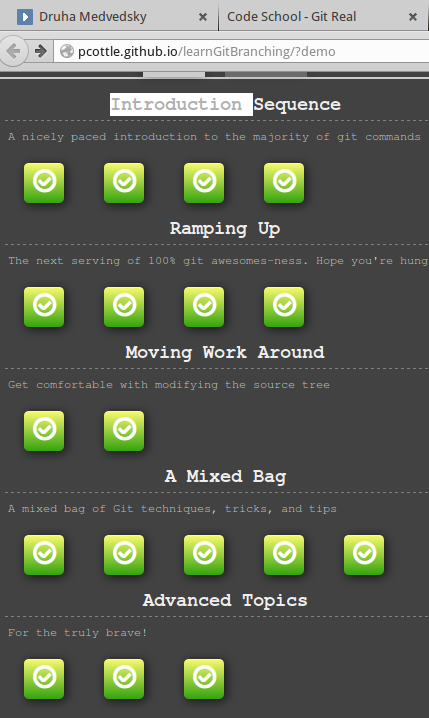 Druha Medvedsky
Code School - Git Real
pcottle.github.io/learnGitBranching/?demo
Introduction Sequence
A nicely paced introduction to the majority of git commands
Ramping Up
The next serving of 100% git awesomes-ness. Hope you're hung
Moving Work Around
Get comfortable with modifying the source tree
A Mixed Bag
A mixed bag of Git techniques, tricks, and tips
Advanced Topics
For the truly brave!